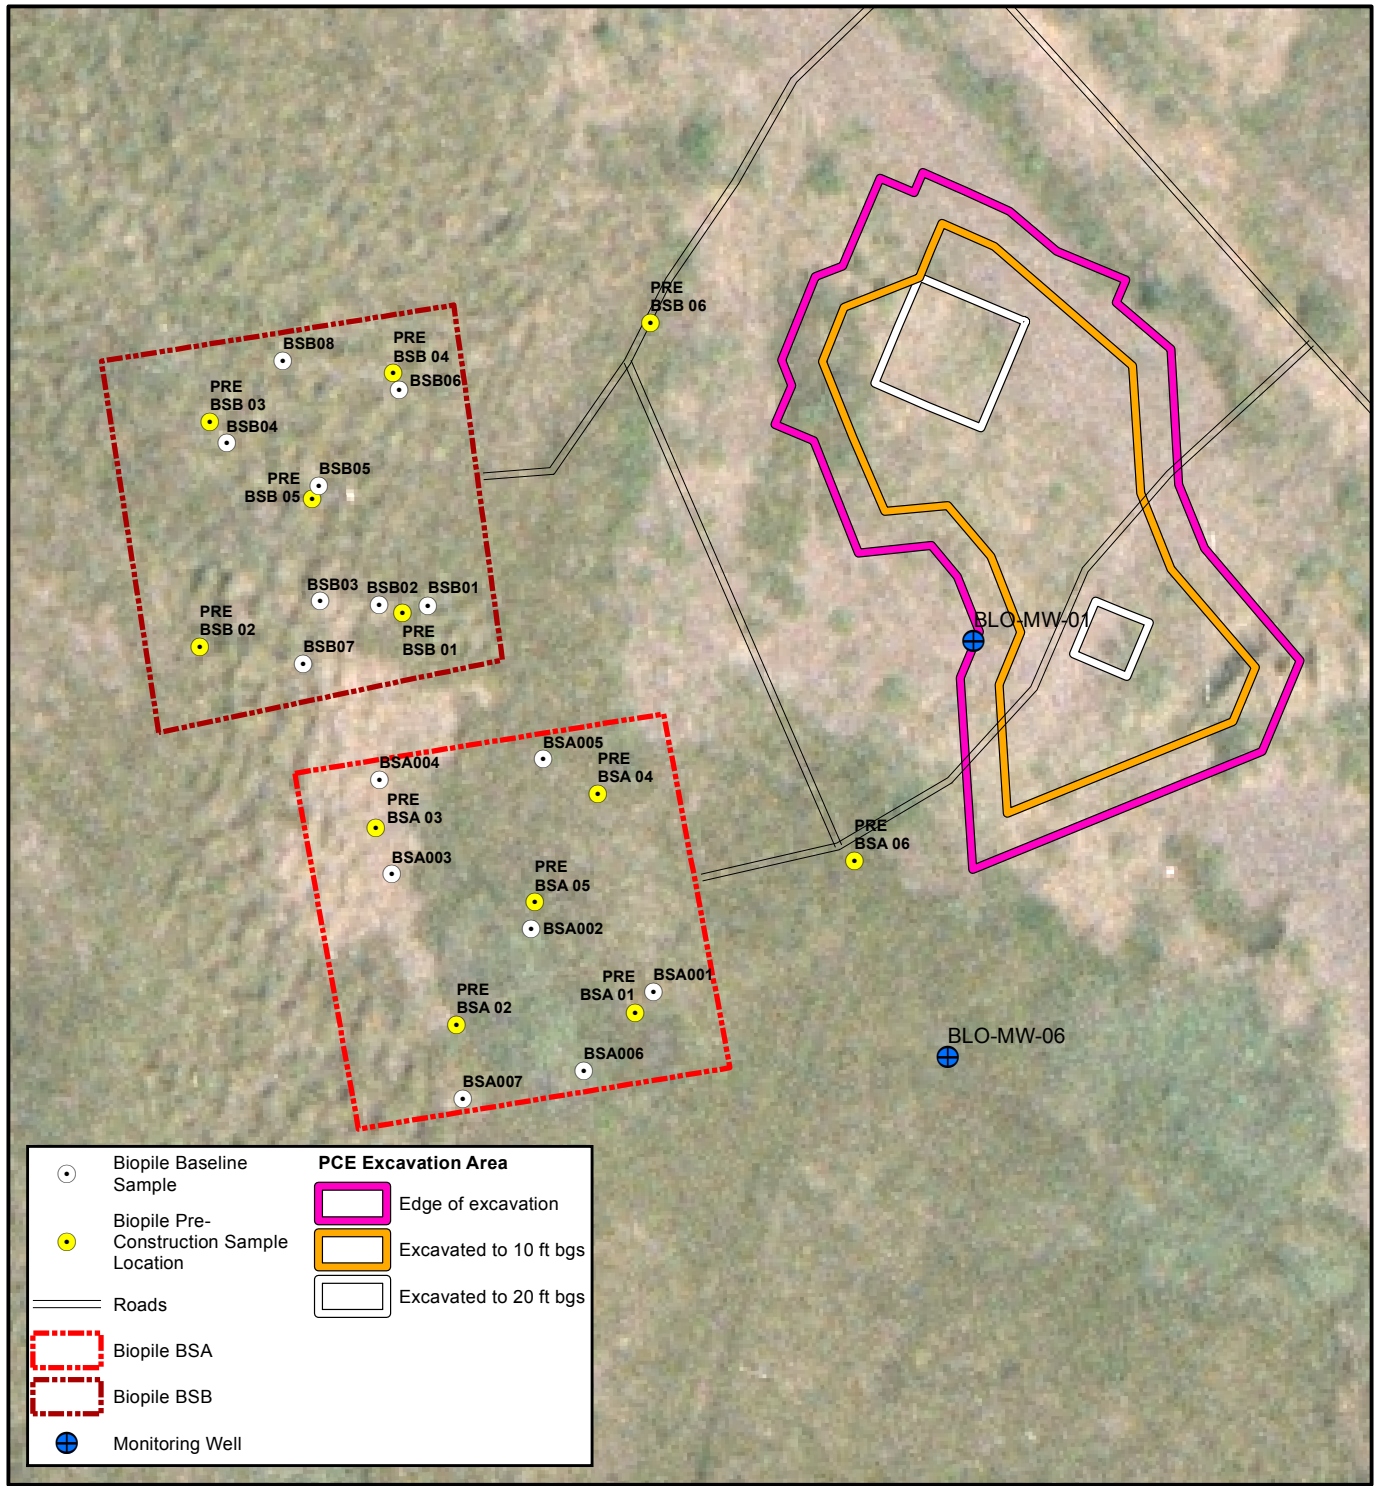 PRE
BSB 06
BSB08
PRE
BSB 04
BSB06
PRE
BSB 03
BSB04
BSB05
PRE
BSB 05
BSB03
BSB02
BSB01
PRE
BSB 02
PRE
BSB 01
BSB07
BLO-MW-01
BSA005
BSA004
PRE
BSA 04
PRE
BSA 03
BSA003
PRE
BSA 06
PRE
BSA 05
BSA002
BSA001
PRE
BSA 01
PRE
BSA 02
BSA006
BSA007
BLO-MW-06
Biopile Baseline
Sample
Biopile Pre-
Construction Sample
Location
Roads
Biopile BSA
Biopile BSB
Monitoring Well
PCE Excavation Area
Edge of excavation
Excavated to 10 ft bgs
Excavated to 20 ft bgs